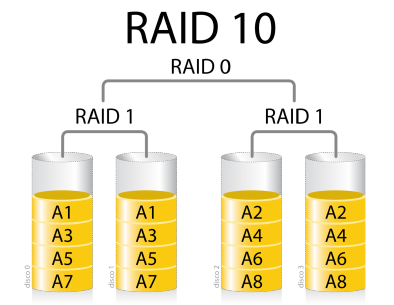 RAID 10
RAID 0
RAID 1 RAID 1
A1 A1 A2 A2
A3 A3 A4 A4
A5 A5 A6 A6
A7 A7 A8 A8
disco 0 disco 1 disco 2 disco 3